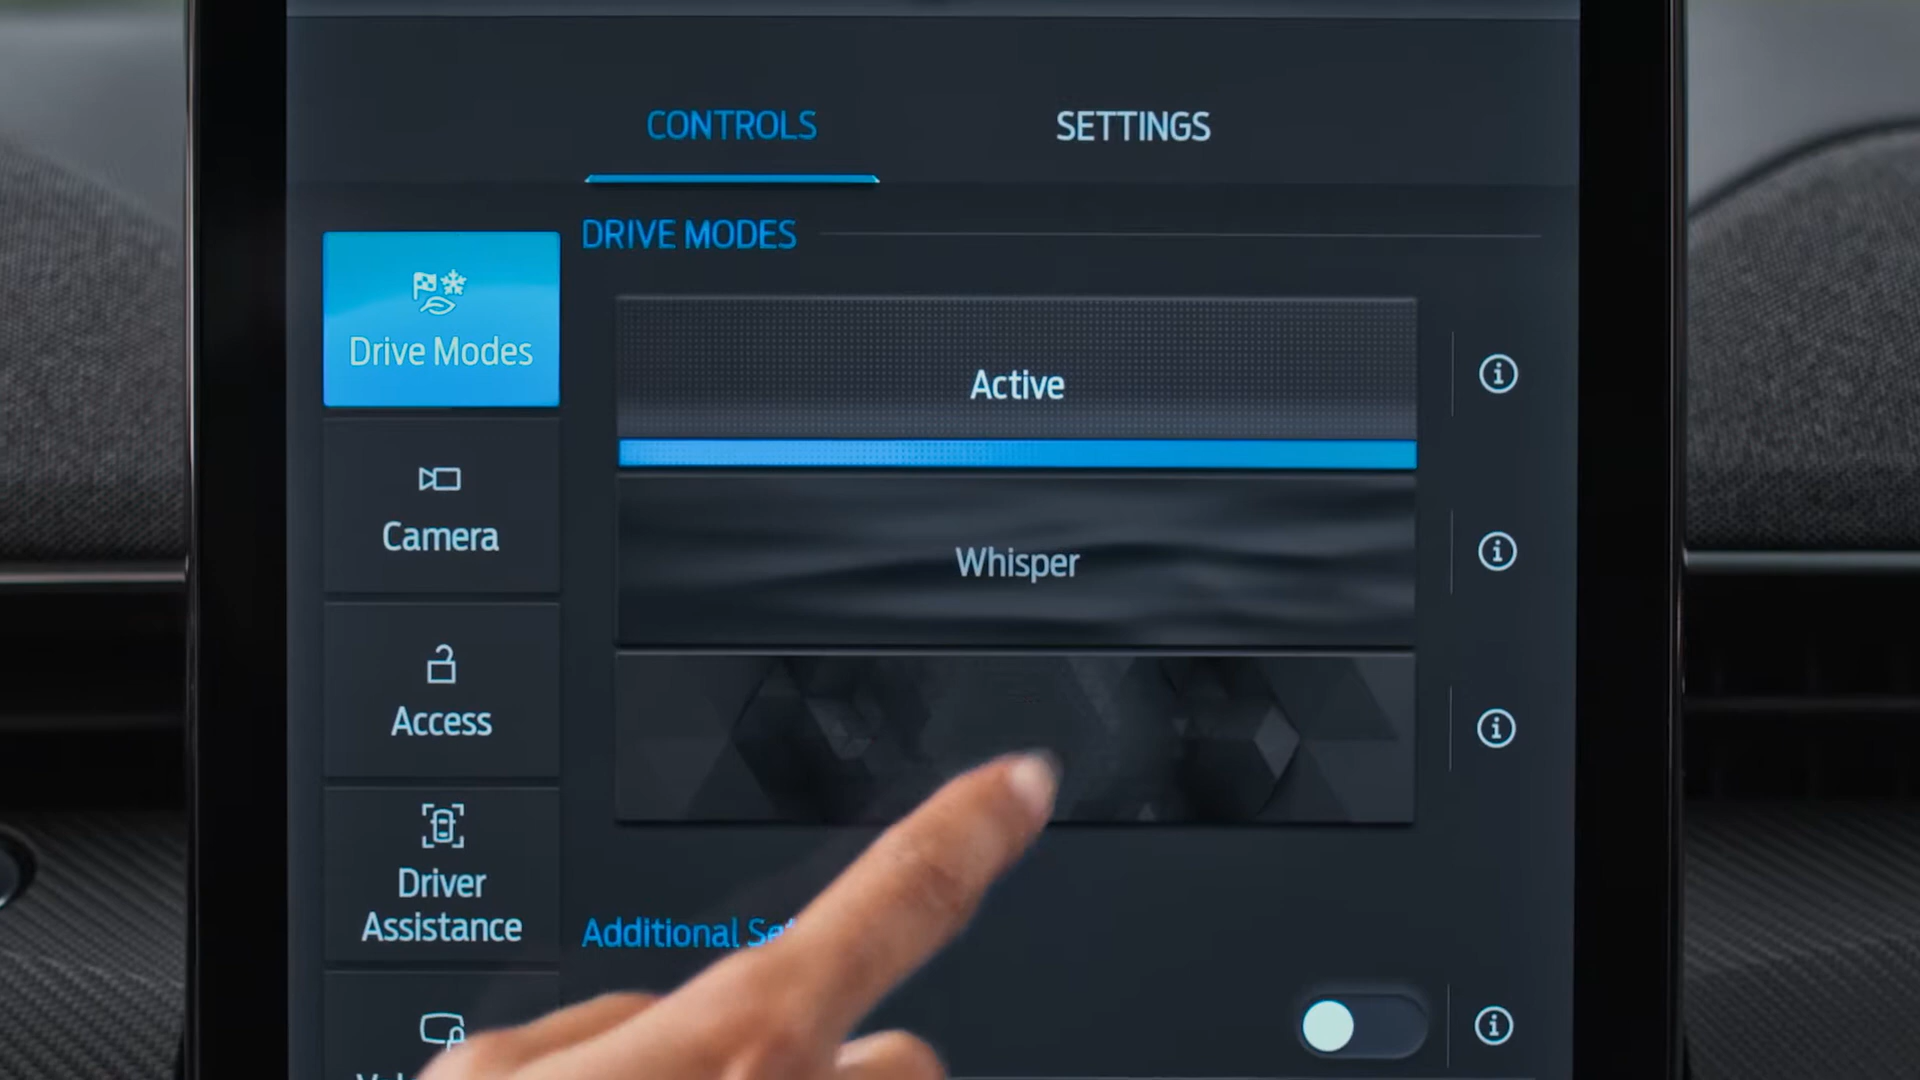 CONTROLS
SETTINGS
DRIVE MODES
Drive Modes
Active
Whisper
Camera
Access
Driver
Assistance
Additional